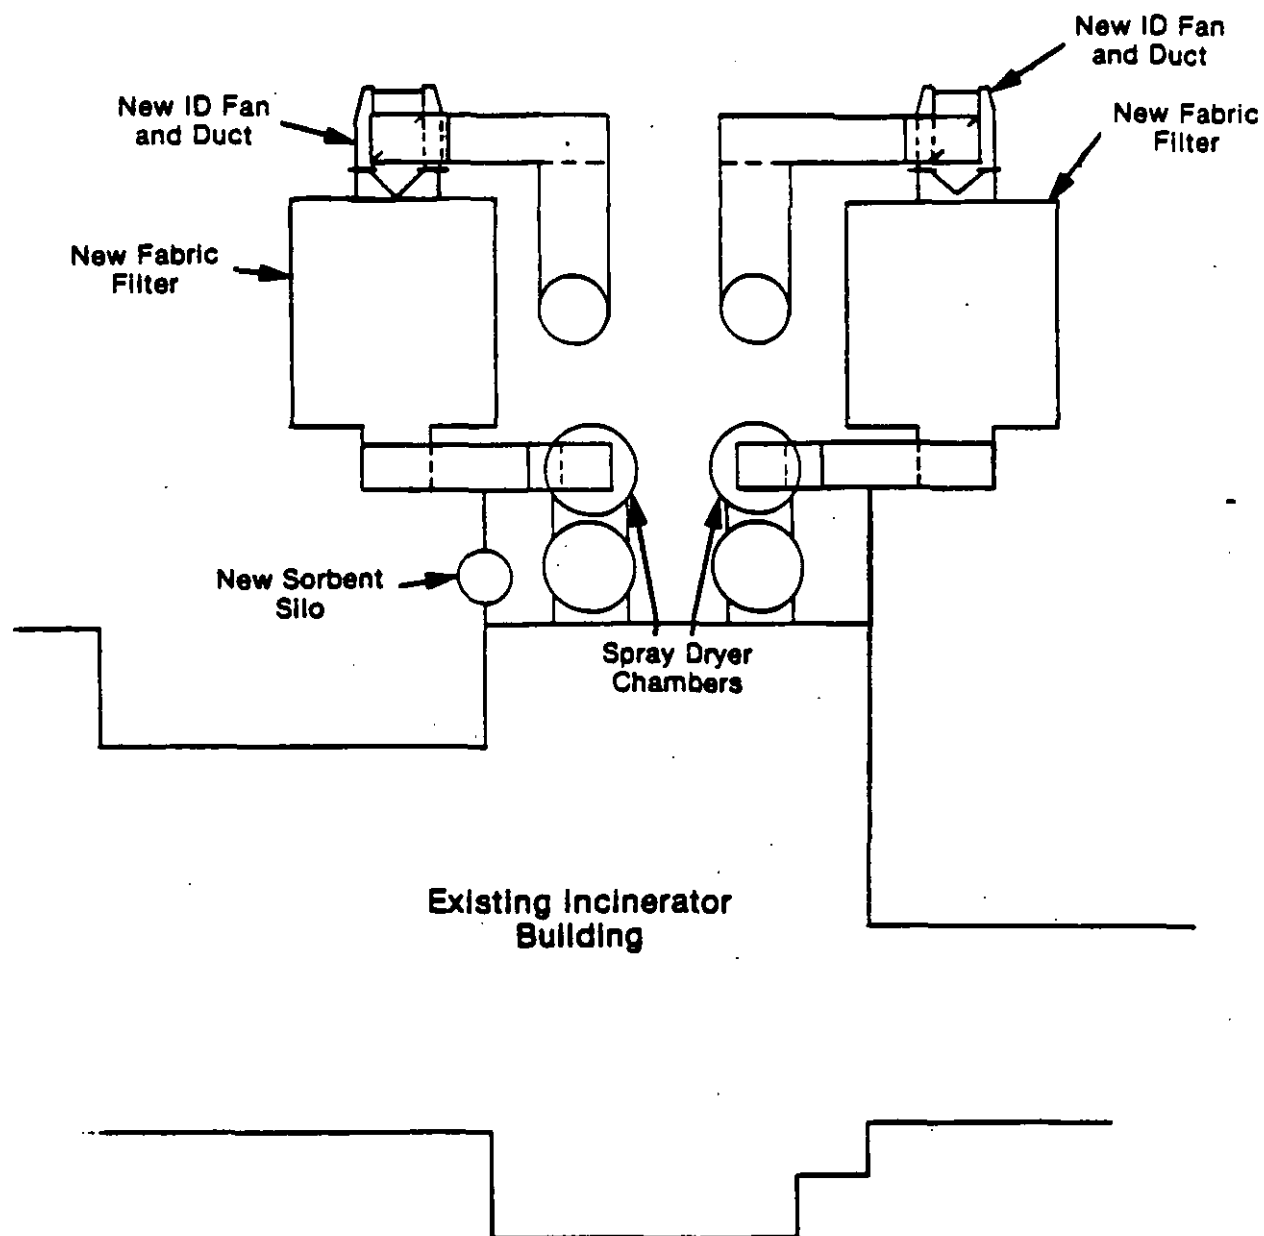 New ID Fan
and Duct
New ID Fan
and Duct
New Fabric
Filter
New Fabric
Filter
New Sorbent
Silo
Spray Dryer
Chambers
Existing Incinerator
Building